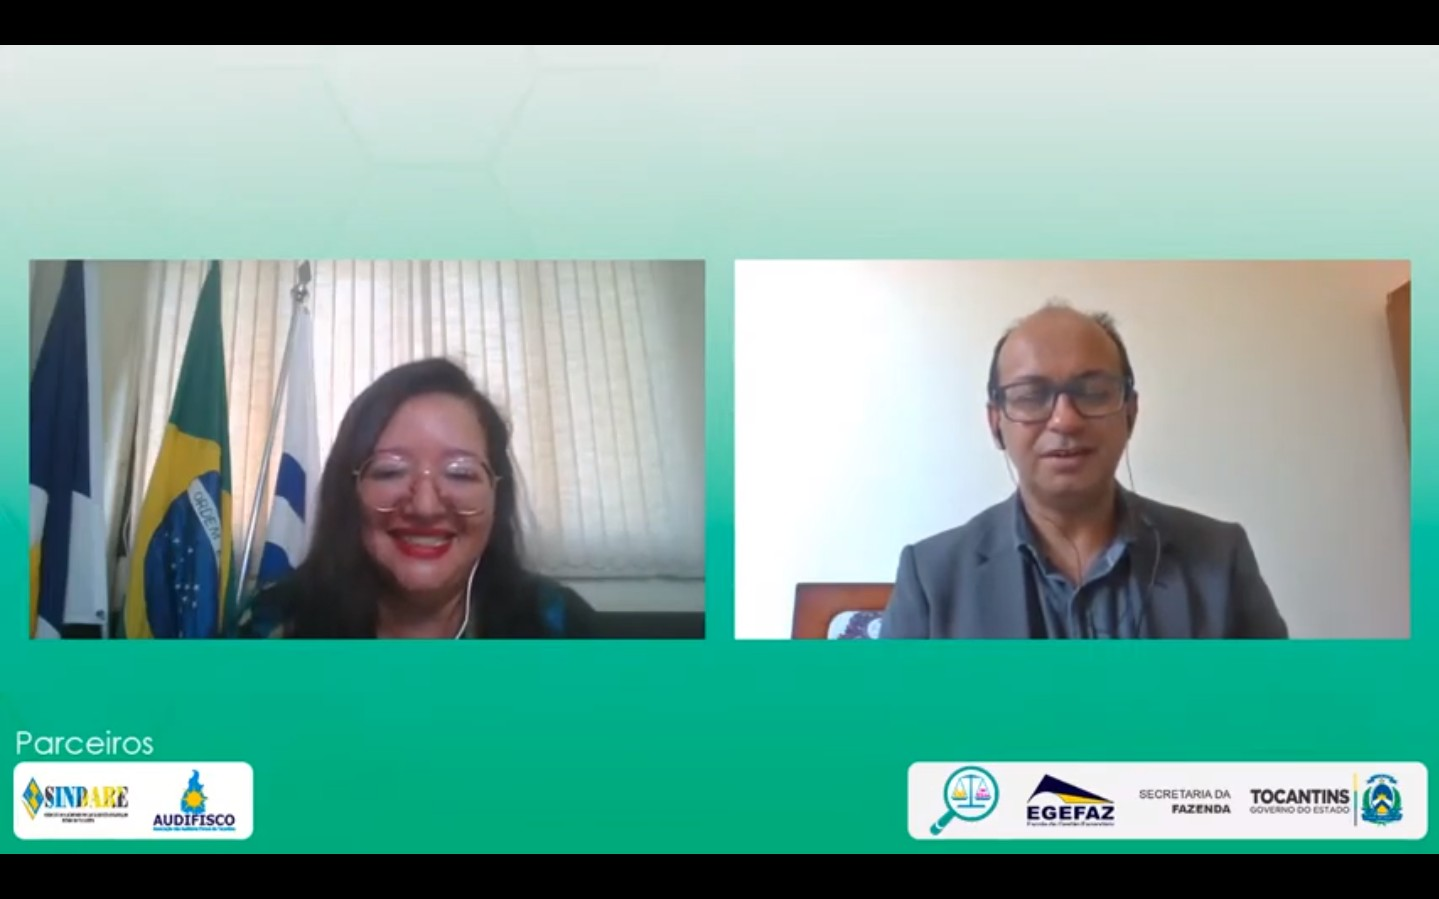 ORDEM
Parceiros
SINDARE
AUDIFISCO
EGEFAZ
SECRETARIA DA
FAZENDA
TOCANTINS
GOVERNO DO ESTADO